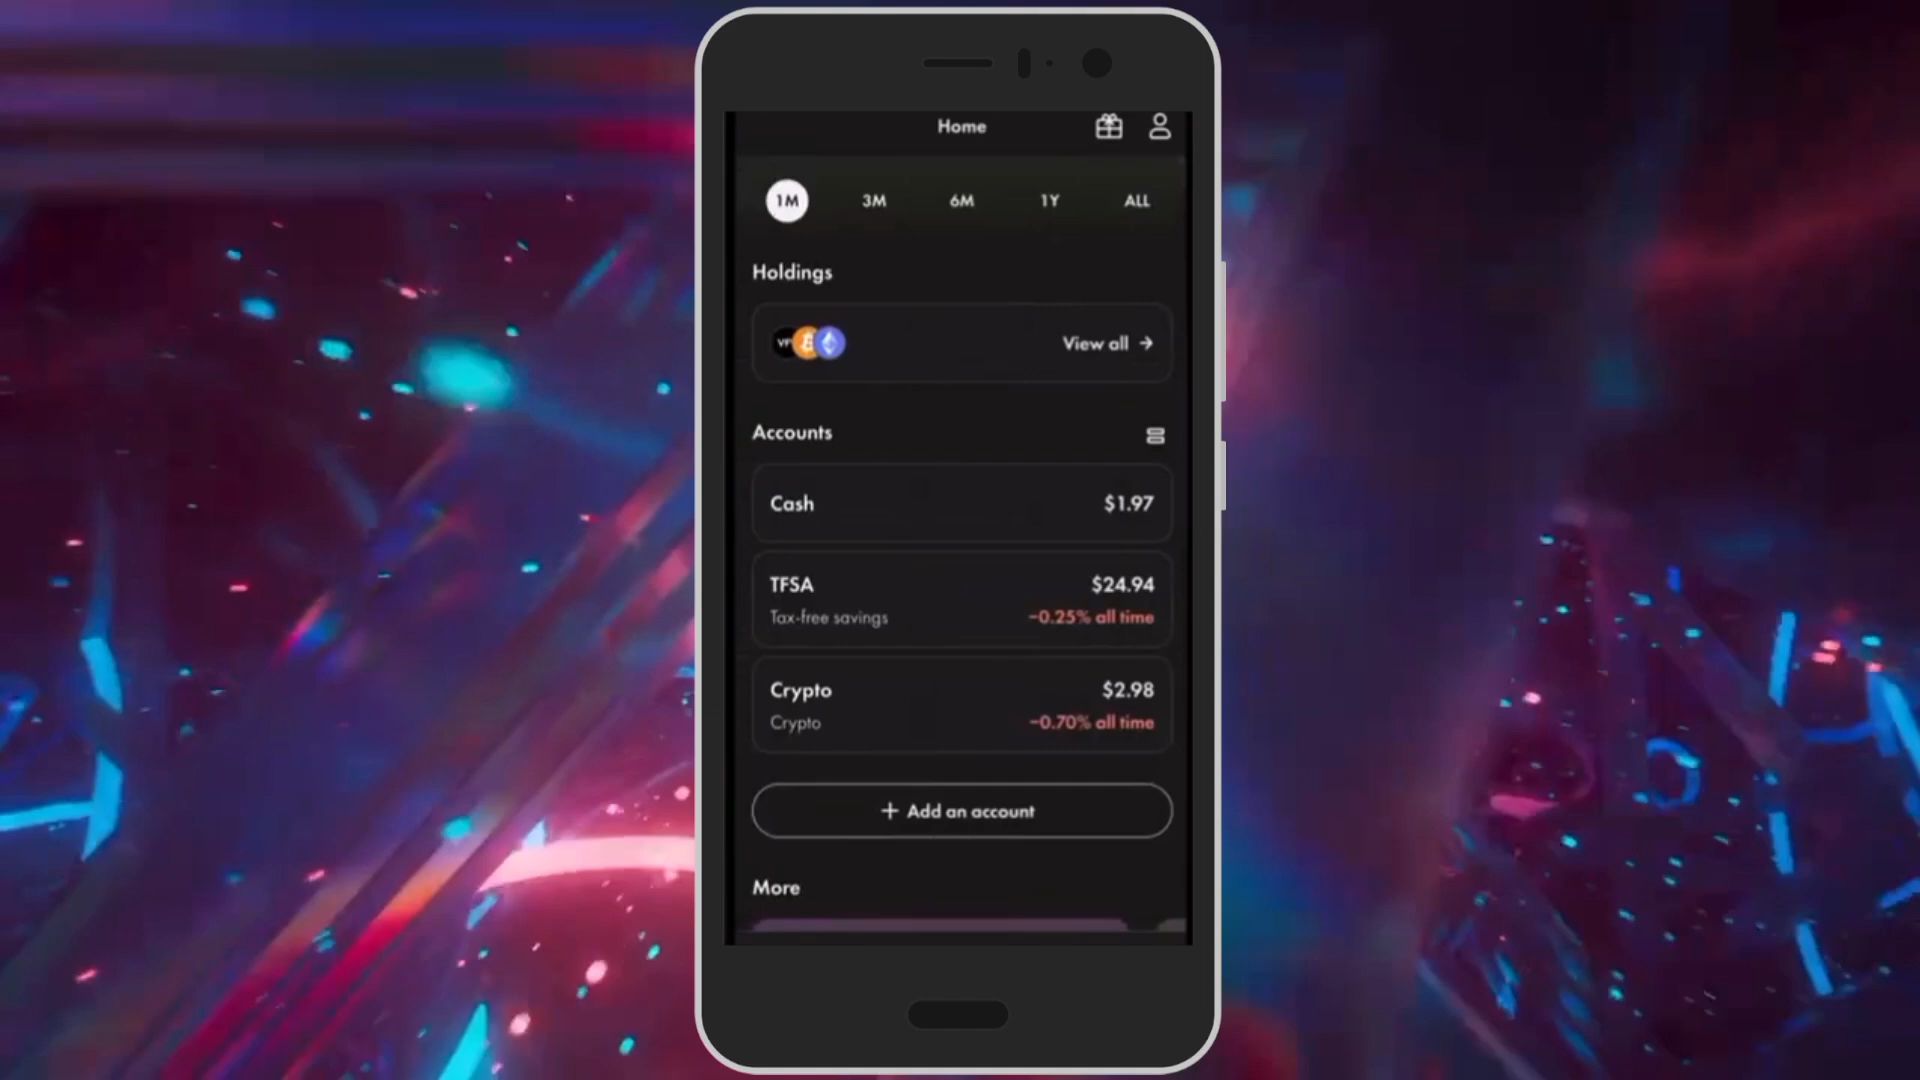 Home
1M 3M 6M 1Y ALL
Holdings
View all →
Accounts
Cash $1.97
TFSA $24.94
Tax-free savings −0.25% all time
Crypto $2.98
Crypto −0.70% all time
+ Add an account
More